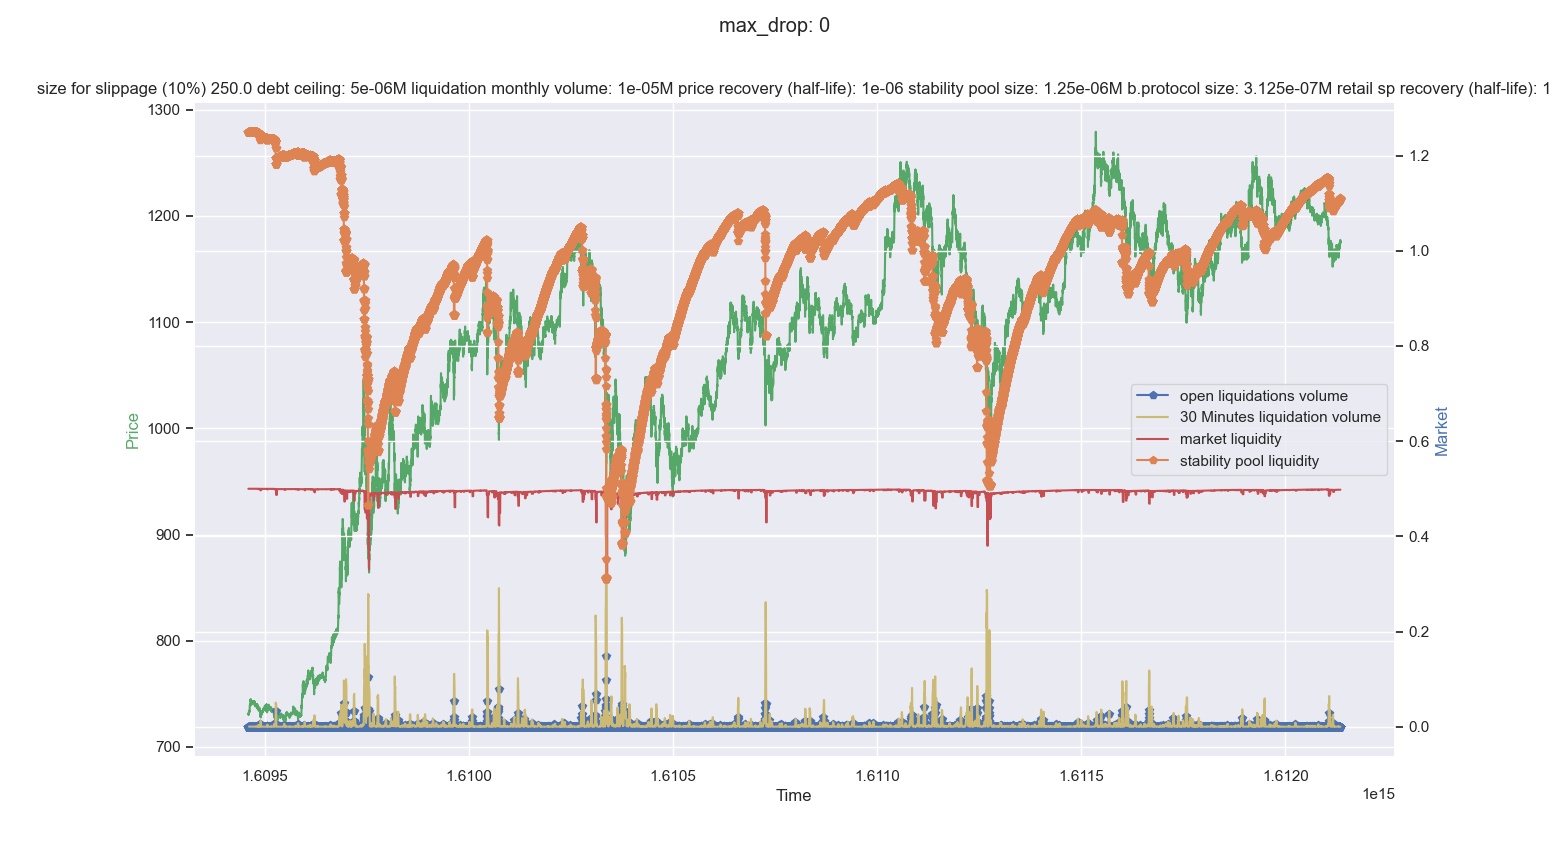 max_drop: 0
size for slippage (10%) 250.0 debt ceiling: 5e-06M liquidation monthly volume: 1e-05M price recovery (half-life): 1e-06 stability pool size: 1.25e-06M b.protocol size: 3.125e-07M retail sp recovery (half-life): 1
1300
1200
1100
1000
900
800
700
Price
1.2
1.0
0.8
0.6
0.4
0.2
0.0
Market
open liquidations volume
30 Minutes liquidation volume
market liquidity
stability pool liquidity
1.6095
1.6100
1.6105
1.6110
1.6115
1.6120
1e15
Time